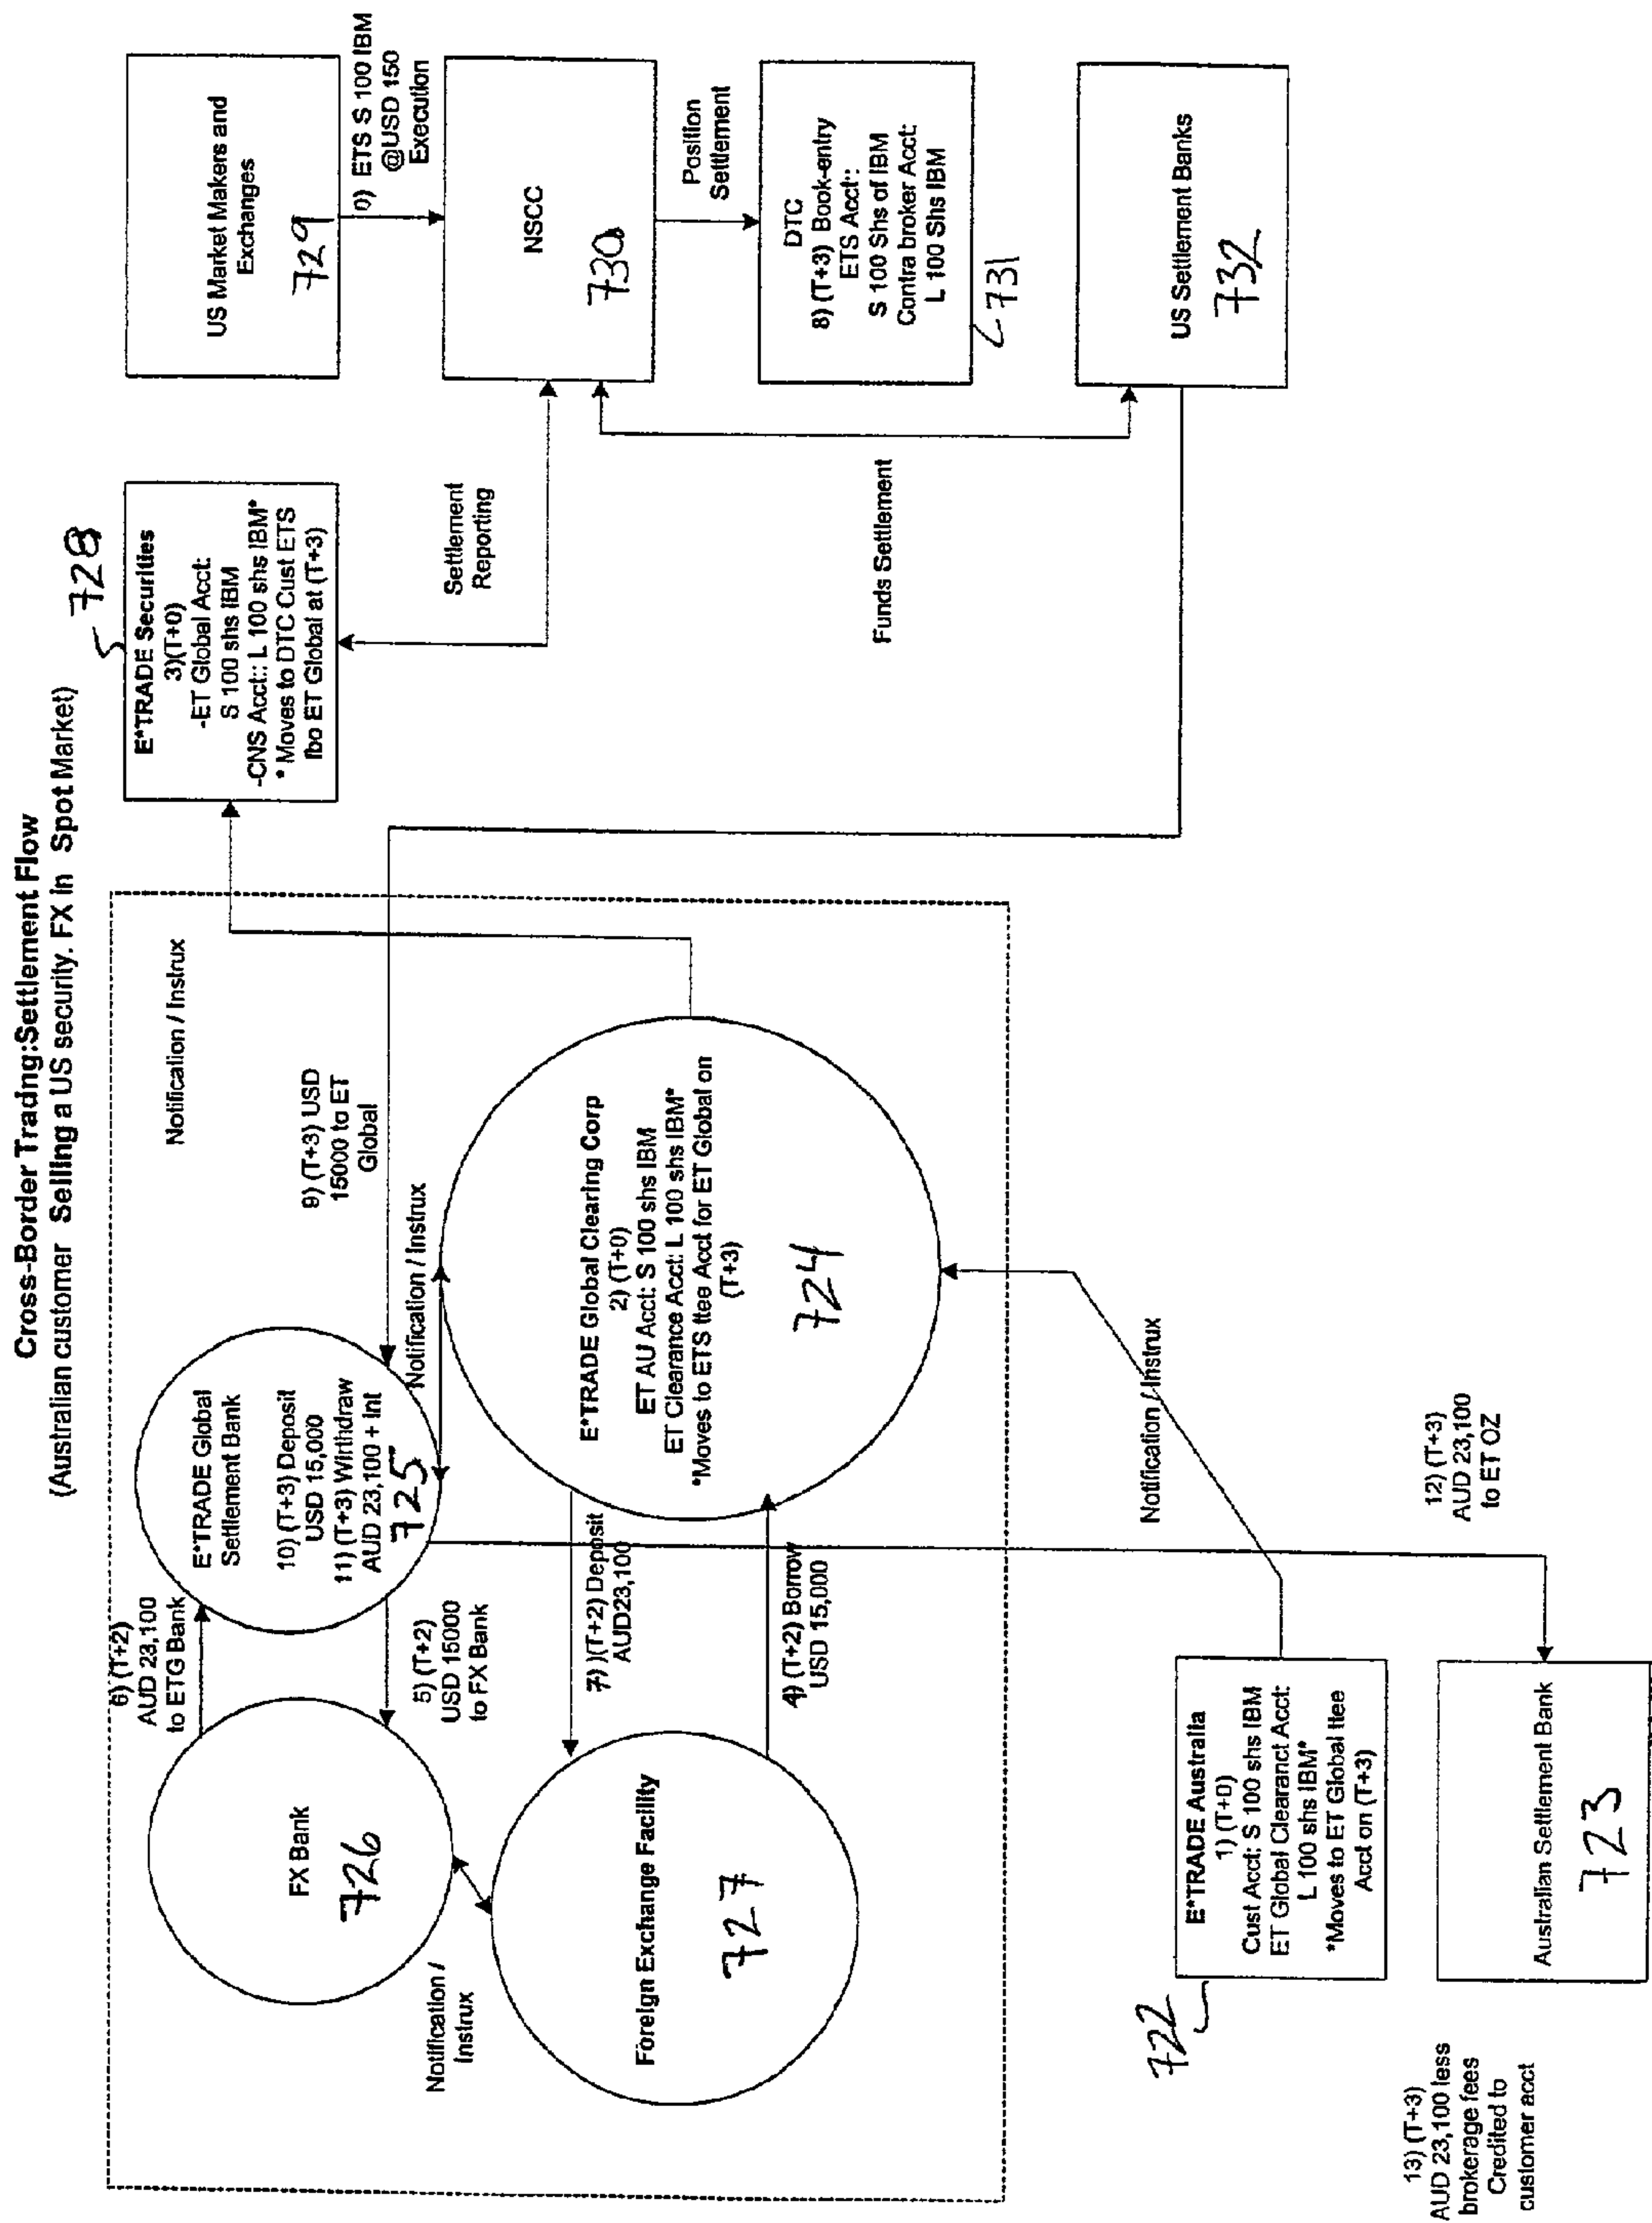 Cross-Border Tradng:Settlement Flow
(Australian customer Selling a US security. FX in Spot Market)
6) (T+2)
AUD 23,100
to ETG Bank
FX Bank
726
E*TRADE Global
Settlement Bank
10) (T+3) Deposit
USD 15,000
11) (T+3) Wirthdraw
AUD 23,100 + Int
725
5) (T+2)
USD 15000
to FX Bank
Notification /
Instrux
Foreign Exchange Facility
727
7) )(T+2) Deposit
AUD23,100
4) (T+2) Borrow
USD 15,000
Notification / Instrux
9) (T+3) USD
15000 to ET
Global
Notification / Instrux
E*TRADE Global Clearing Corp
2) (T+0)
ET AU Acct: S 100 shs IBM
ET Clearance Acct: L 100 shs IBM*
*Moves to ETS ttee Acct for ET Global on
(T+3)
724
728
E*TRADE Securities
3)(T+0)
-ET Global Acct:
S 100 shs IBM
-CNS Acct:: L 100 shs IBM*
* Moves to DTC Cust ETS
fbo ET Global at (T+3)
Settlement
Reporting
US Market Makers and
Exchanges
729
0) ETS S 100 IBM
@USD 150
Execution
NSCC
730
Position
Settlement
DTC
8) (T+3) Book-entry
ETS Acct::
S 100 Shs of IBM
Contra broker Acct:
L 100 Shs IBM
731
Funds Settlement
US Settlement Banks
732
722
E*TRADE Australia
1) (T+0)
Cust Acct: S 100 shs IBM
ET Global Clearanct Acct:
L 100 shs IBM*
*Moves to ET Global ttee
Acct on (T+3)
Notification / Instrux
12) (T+3)
AUD 23,100
to ET OZ
Australian Settlement Bank
723
13) (T+3)
AUD 23,100 less
brokerage fees
Credited to
customer acct